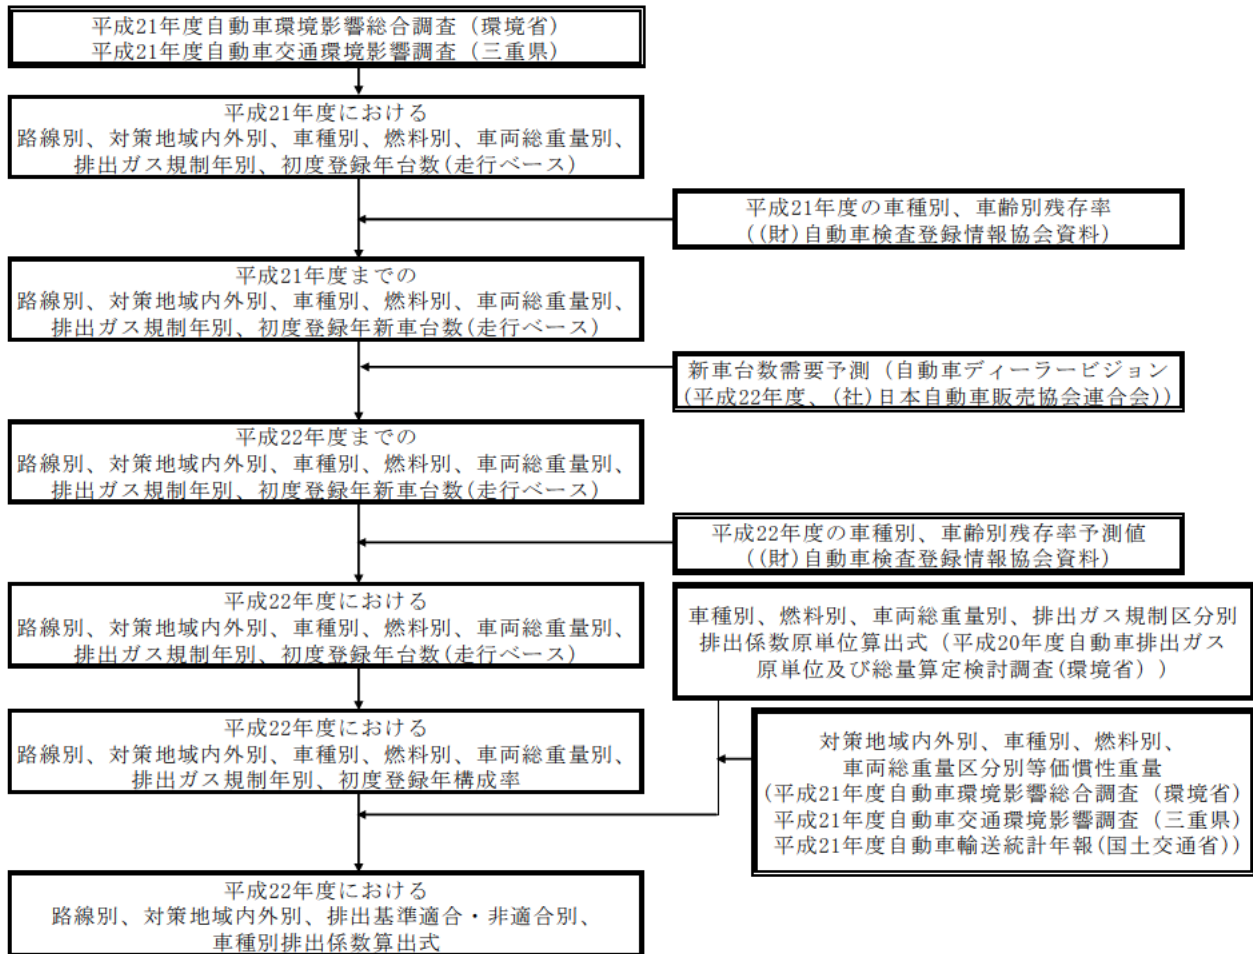 平成21年度自動車環境影響総合調査（環境省）
平成21年度自動車交通環境影響調査（三重県）
平成21年度における
路線別、対策地域内外別、車種別、燃料別、車両総重量別、
排出ガス規制年別、初度登録年台数(走行ベース)
平成21年度の車種別、車齢別残存率
((財)自動車検査登録情報協会資料)
平成21年度までの
路線別、対策地域内外別、車種別、燃料別、車両総重量別、
排出ガス規制年別、初度登録年新車台数(走行ベース)
新車台数需要予測（自動車ディーラービジョン
(平成22年度、(社)日本自動車販売協会連合会))
平成22年度までの
路線別、対策地域内外別、車種別、燃料別、車両総重量別、
排出ガス規制年別、初度登録年新車台数(走行ベース)
平成22年度の車種別、車齢別残存率予測値
((財)自動車検査登録情報協会資料)
平成22年度における
路線別、対策地域内外別、車種別、燃料別、車両総重量別、
排出ガス規制年別、初度登録年台数(走行ベース)
車種別、燃料別、車両総重量別、排出ガス規制区分別
排出係数原単位算出式（平成20年度自動車排出ガス
原単位及び総量算定検討調査(環境省)）
平成22年度における
路線別、対策地域内外別、車種別、燃料別、車両総重量別、
排出ガス規制年別、初度登録年構成率
対策地域内外別、車種別、燃料別、
車両総重量区分別等価慣性重量
(平成21年度自動車環境影響総合調査（環境省）
平成21年度自動車交通環境影響調査（三重県）
平成21年度自動車輸送統計年報(国土交通省))
平成22年度における
路線別、対策地域内外別、排出基準適合・非適合別、
車種別排出係数算出式